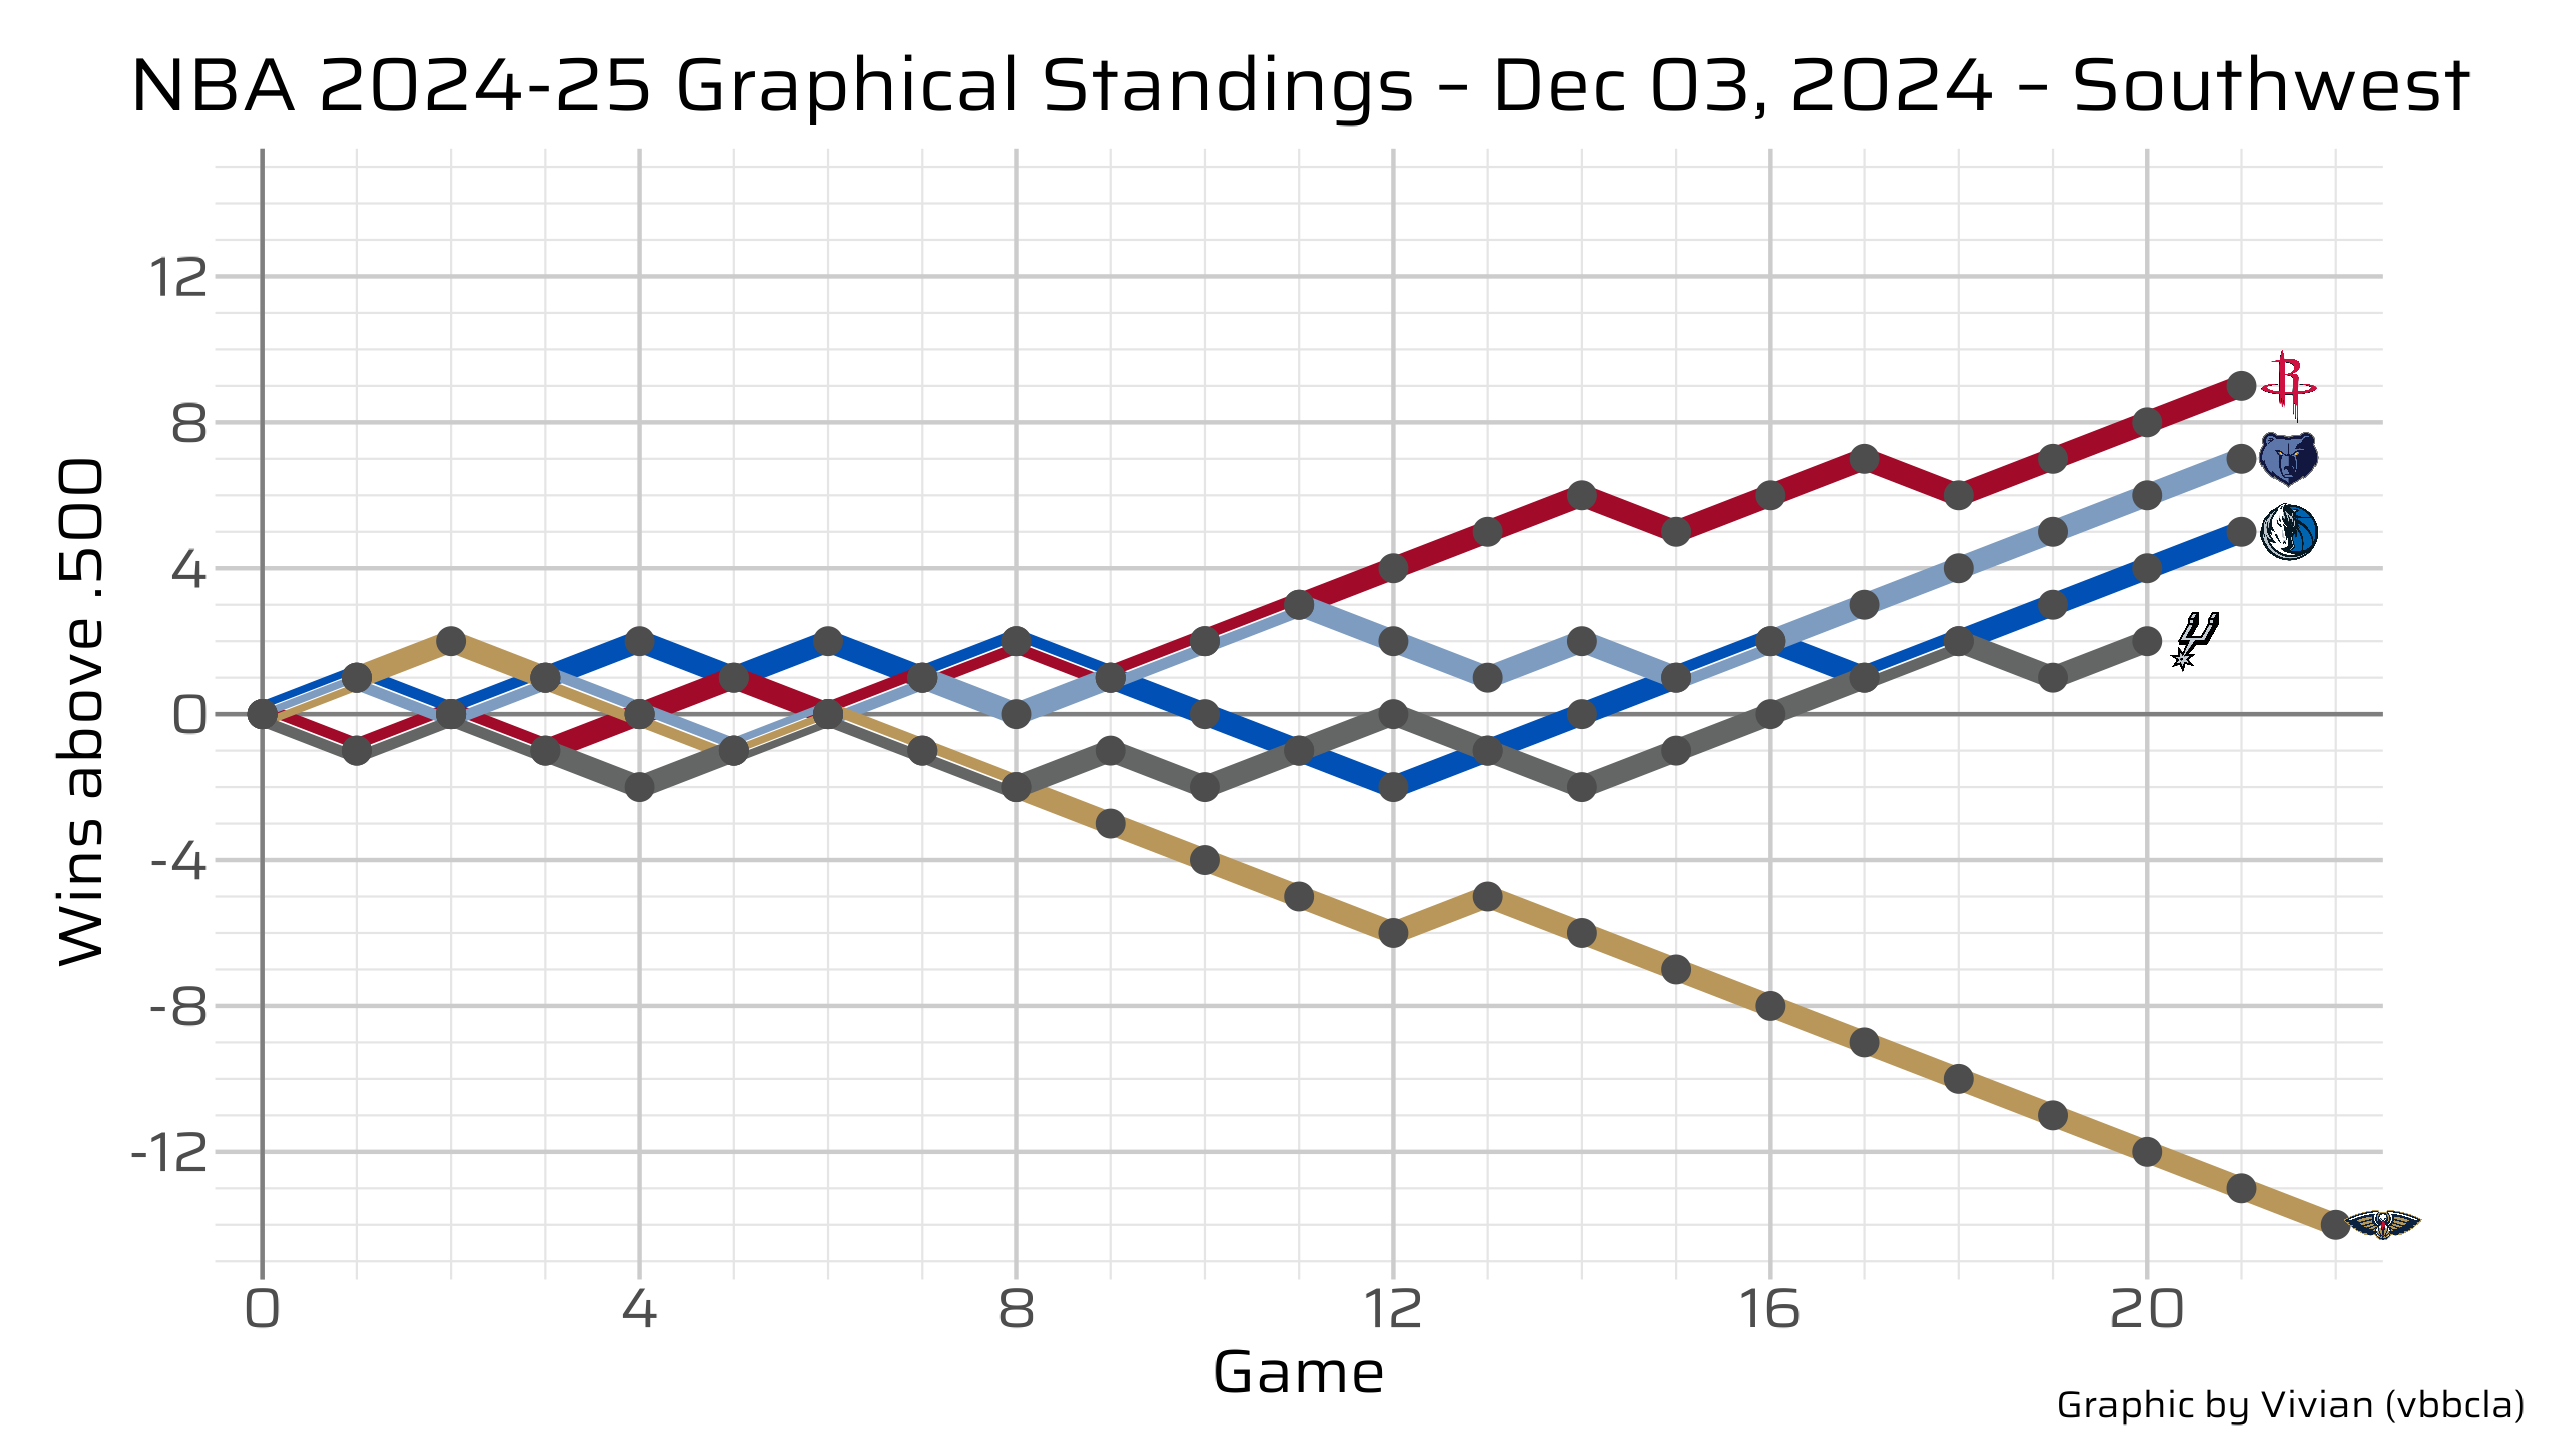 NBA 2024-25 Graphical Standings – Dec 03, 2024 – Southwest
Wins above .500
12
8
4
0
-4
-8
-12
0 4 8 12 16 20
Game
Graphic by Vivian (vbbcla)